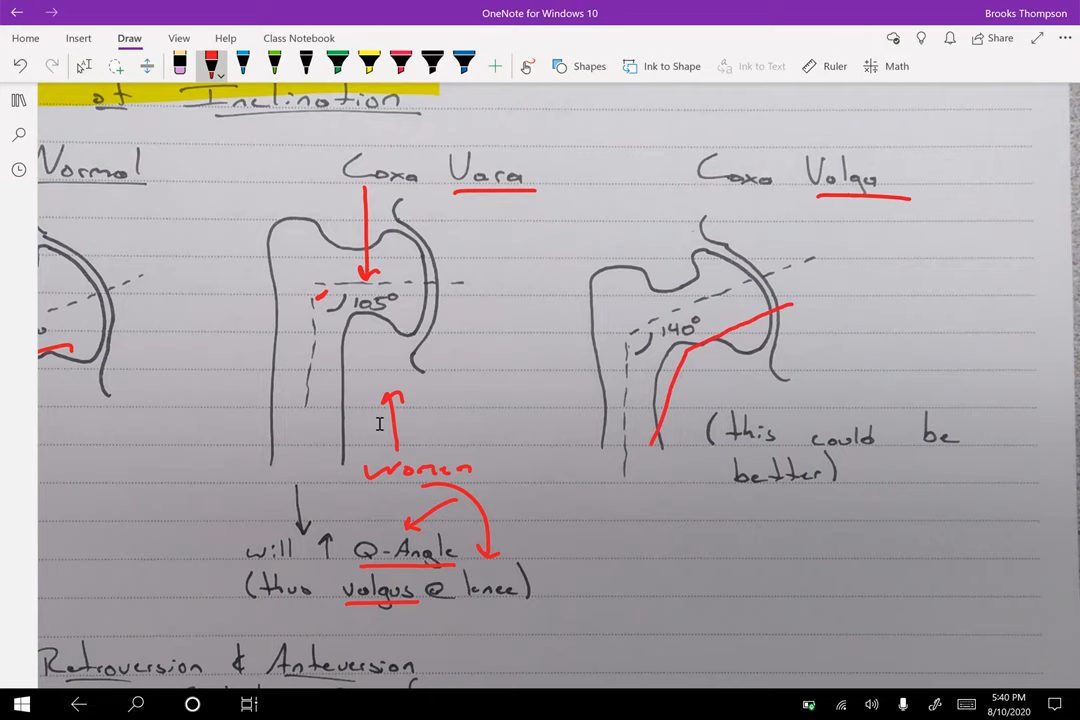 OneNote for Windows 10
Brooks Thompson
Home Insert Draw View Help Class Notebook
Share
Shapes
Ink to Shape
Ink to Text
Ruler
Math
of Inclination
Normal
Coxa Vara
Coxa Valga
105°
140°
(this could be
better)
Women
will ↑ Q-Angle
(thus valgus @ knee)
Retroversion & Anteversion
5:40 PM
8/10/2020